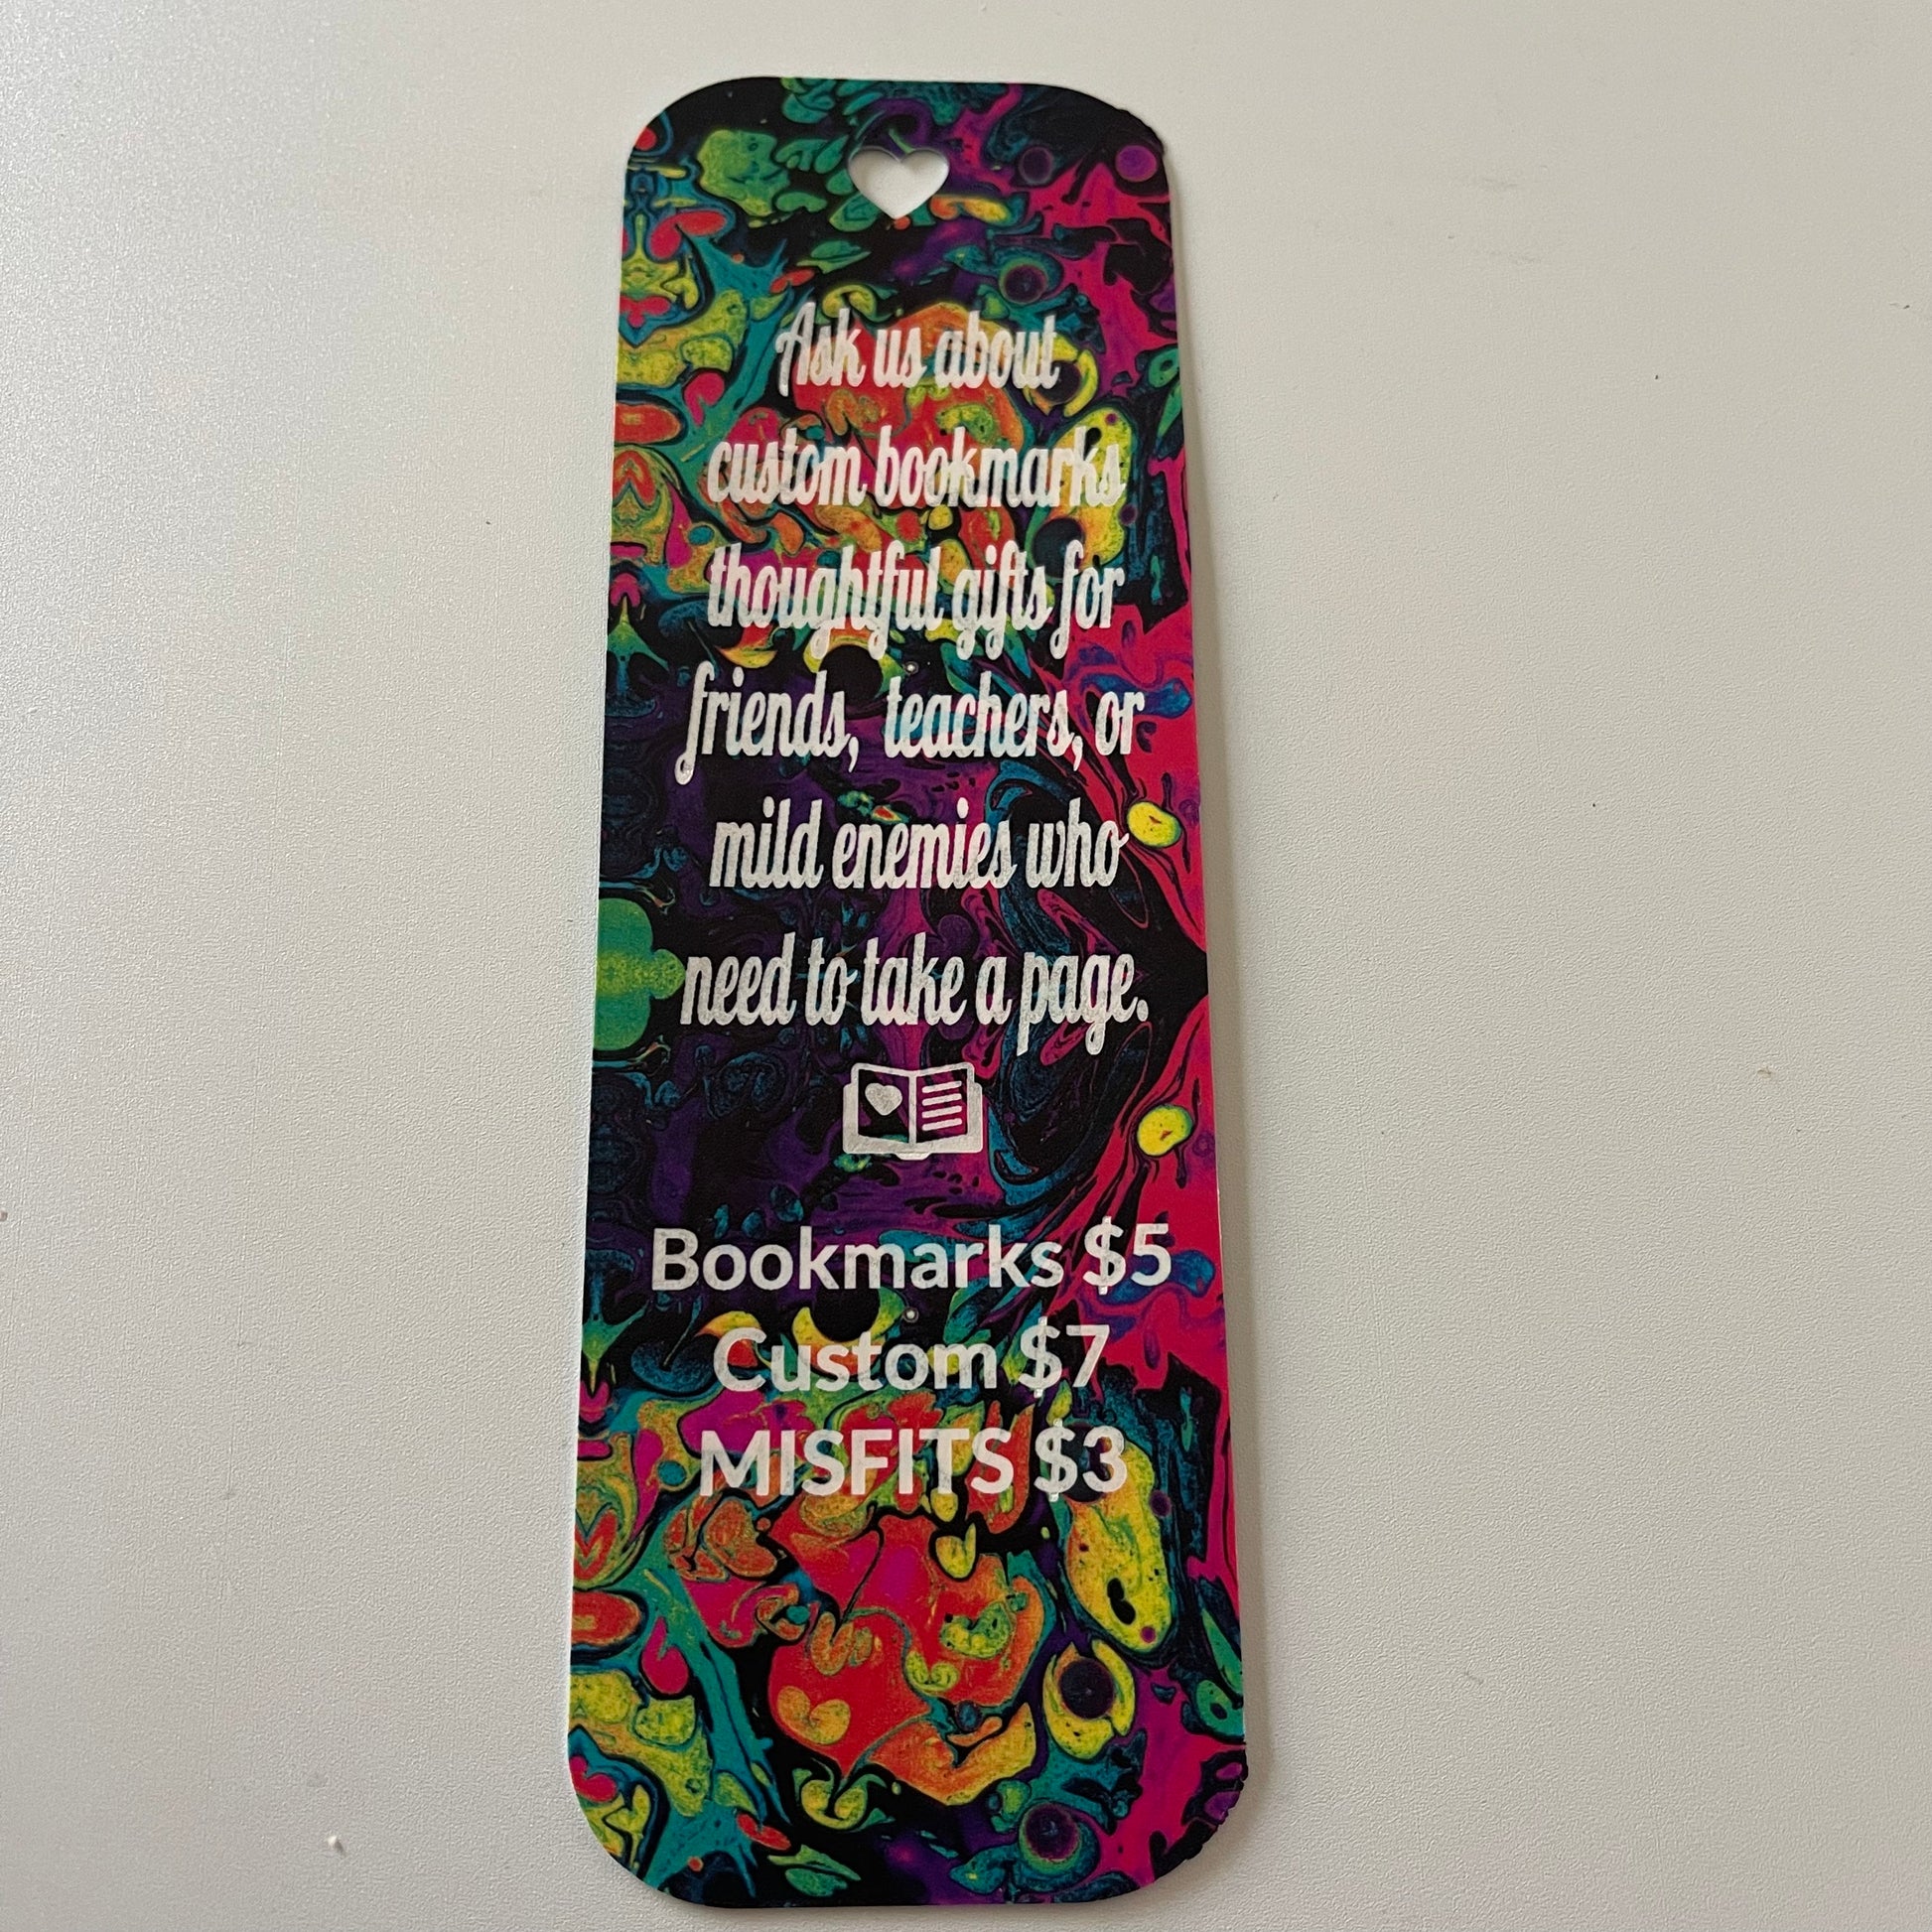 Ask us about
custom bookmarks
thoughtful gifts for
friends, teachers, or
mild enemies who
need to take a page.
Bookmarks $5
Custom $7
MISFITS $3